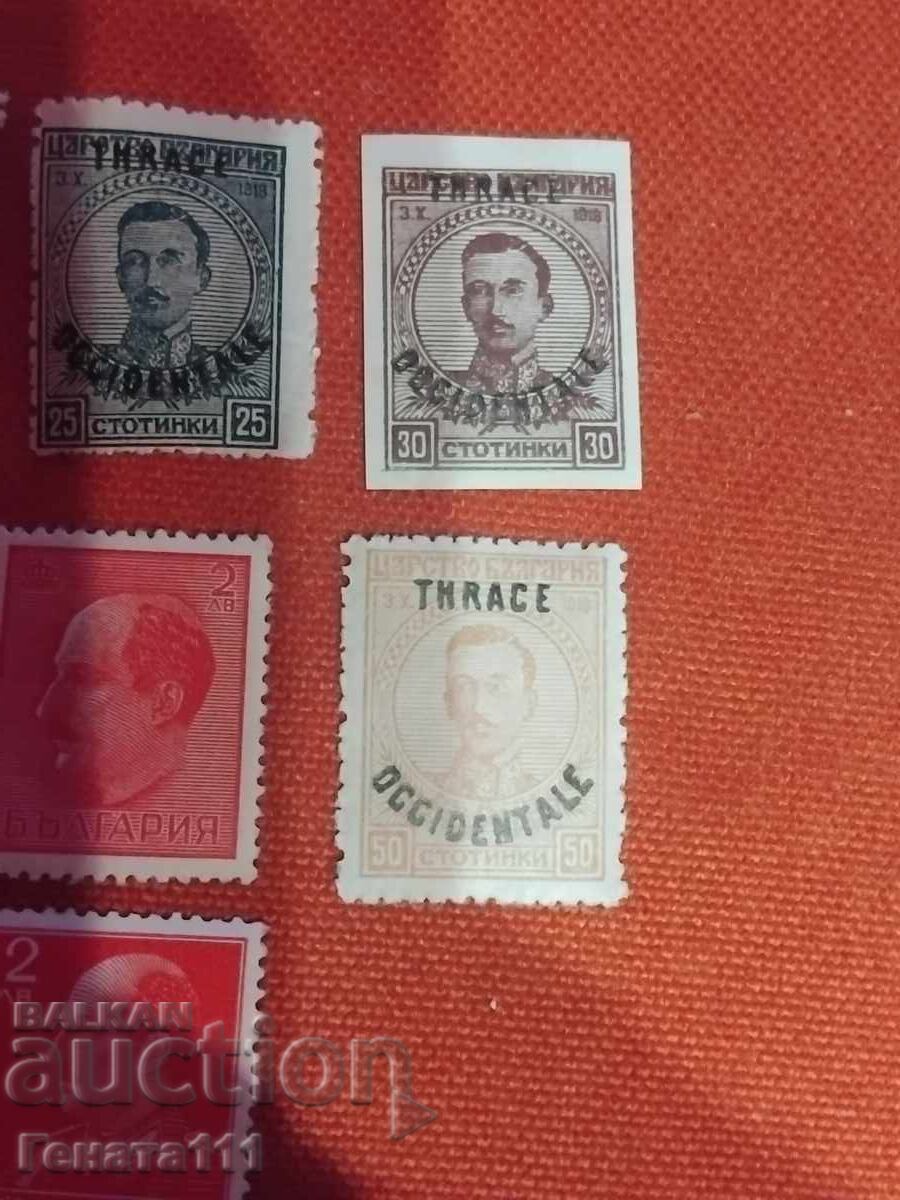 ЦАРСТВО БЪЛГАРИЯ
THRACE
3.X. 1918
OCCIDENTALE
25 СТОТИНКИ 25
ЦАРСТВО БЪЛГАРИЯ
THRACE
3.X. 1918
OCCIDENTALE
30 СТОТИНКИ 30
2
ЛВ
БЪЛГАРИЯ
ЦАРСТВО БЪЛГАРИЯ
THRACE
3.X. 1918
OCCIDENTALE
50 СТОТИНКИ 50
2
ЛВ
BALKAN
auction
Гената111